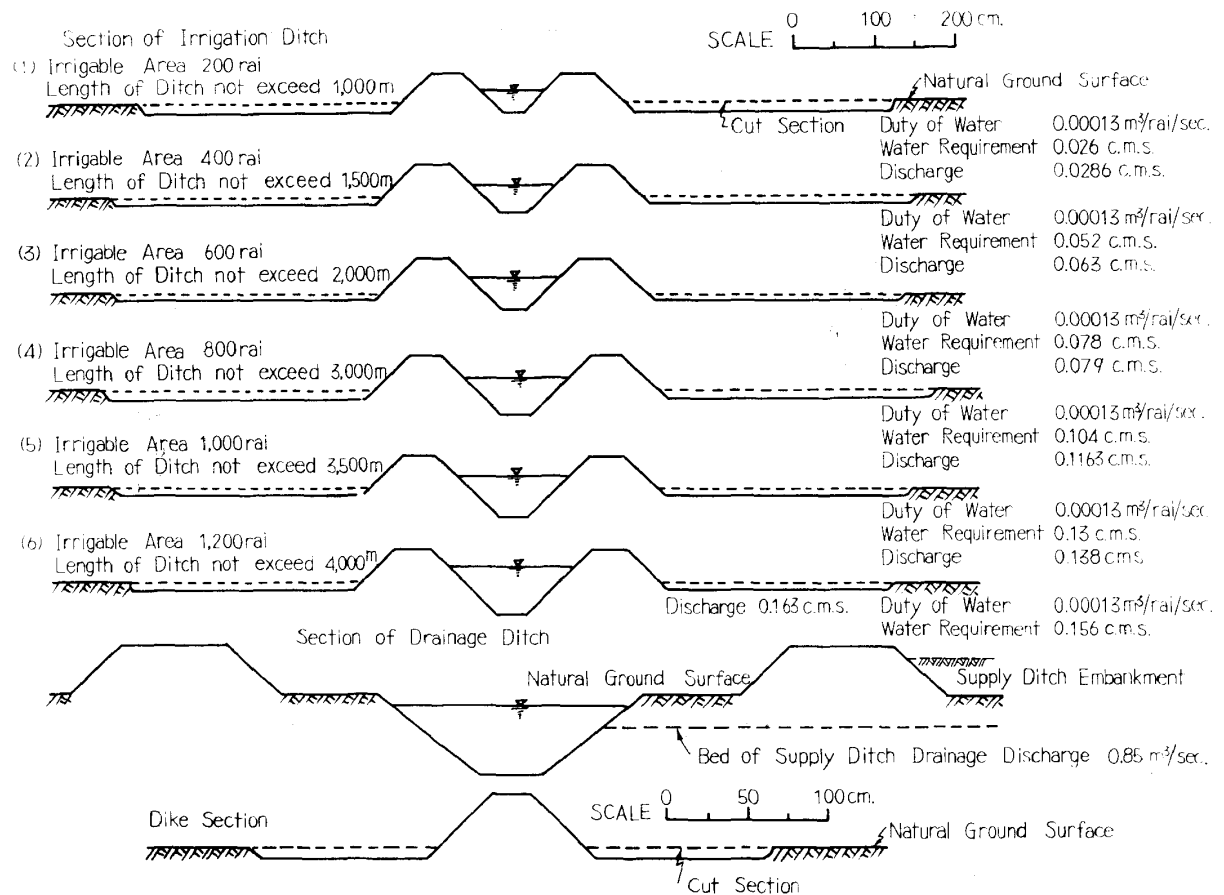 Section of Irrigation Ditch
SCALE 0 100 200 cm.
(1) Irrigable Area 200 rai
Length of Ditch not exceed 1,000m
Natural Ground Surface
Cut Section
Duty of Water 0.00013 m³/rai/sec.
Water Requirement 0.026 c.m.s.
Discharge 0.0286 c.m.s.
(2) Irrigable Area 400 rai
Length of Ditch not exceed 1,500m
Duty of Water 0.00013 m³/rai/sec.
Water Requirement 0.052 c.m.s.
Discharge 0.063 c.m.s.
(3) Irrigable Area 600 rai
Length of Ditch not exceed 2,000m
Duty of Water 0.00013 m³/rai/sec.
Water Requirement 0.078 c.m.s.
Discharge 0.079 c.m.s.
(4) Irrigable Area 800 rai
Length of Ditch not exceed 3,000m
Duty of Water 0.00013 m³/rai/sec.
Water Requirement 0.104 c.m.s.
Discharge 0.1163 c.m.s.
(5) Irrigable Area 1,000 rai
Length of Ditch not exceed 3,500m
Duty of Water 0.00013 m³/rai/sec.
Water Requirement 0.13 c.m.s.
Discharge 0.138 c.m.s
(6) Irrigable Area 1,200 rai
Length of Ditch not exceed 4,000m
Discharge 0.163 c.m.s.
Duty of Water 0.00013 m³/rai/sec.
Water Requirement 0.156 c.m.s.
Section of Drainage Ditch
Natural Ground Surface
Supply Ditch Embankment
Bed of Supply Ditch Drainage Discharge 0.85 m³/sec.
SCALE 0 50 100 cm.
Dike Section
Natural Ground Surface
Cut Section